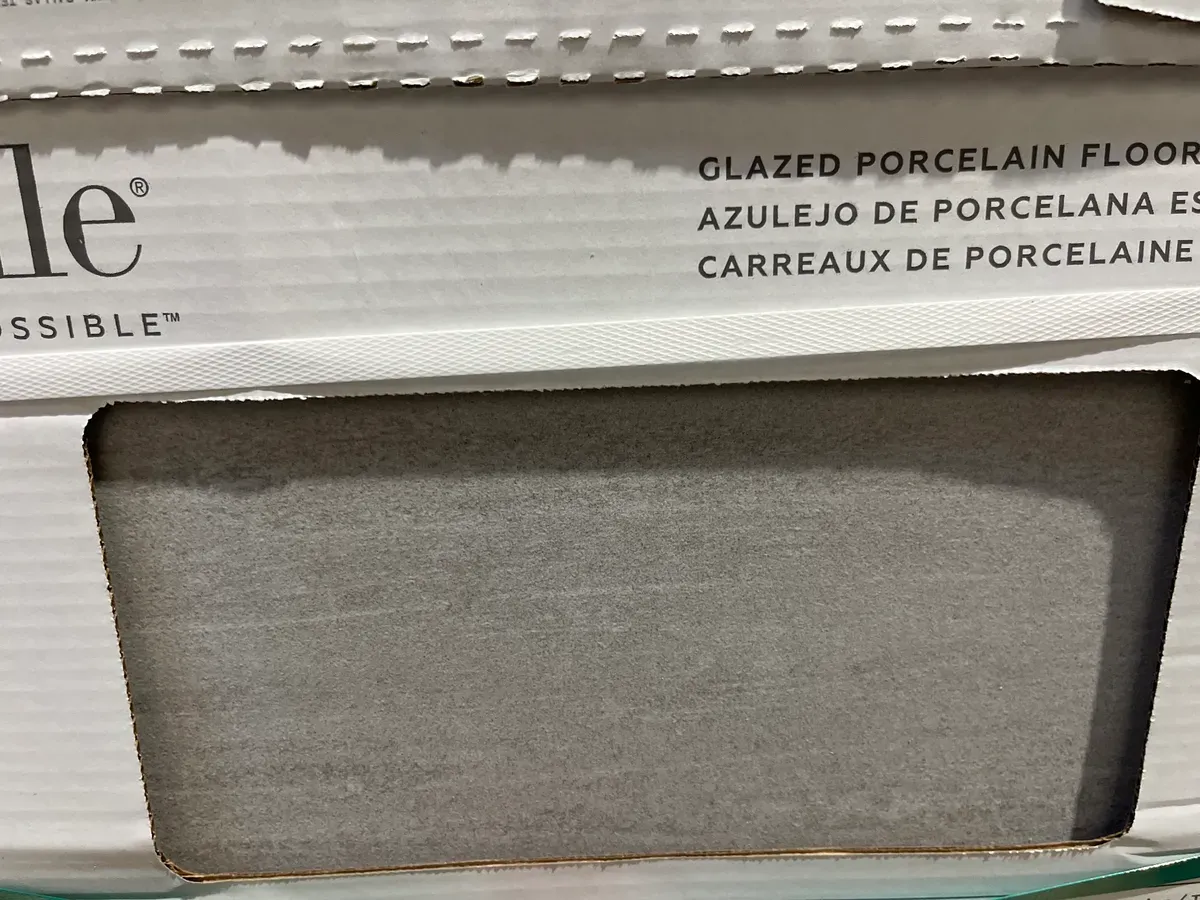 lle®
OSSIBLE™
GLAZED PORCELAIN FLOOR
AZULEJO DE PORCELANA ES
CARREAUX DE PORCELAINE